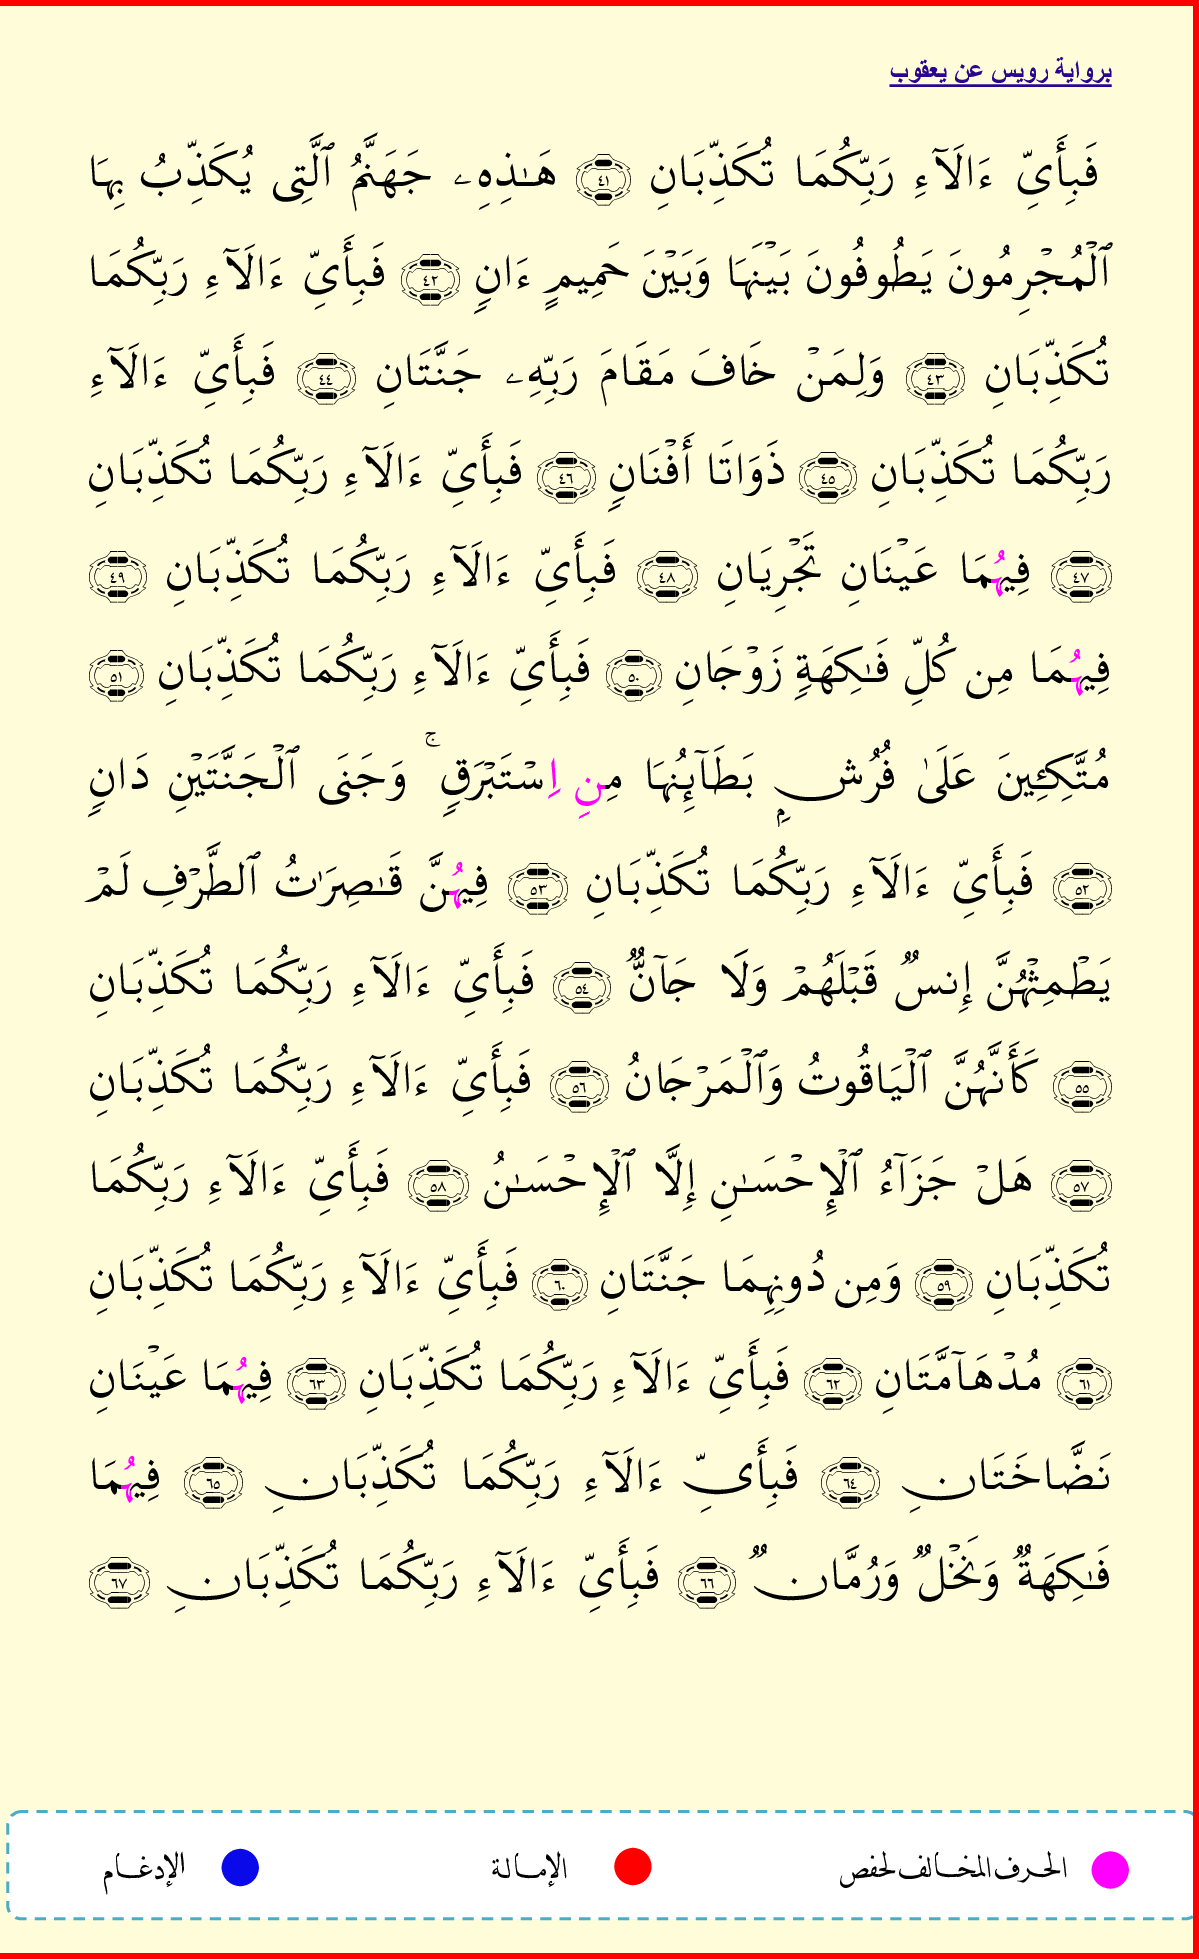 برواية رويس عن يعقوب
فَبِأَيِّ ءَالَآءِ رَبِّكُمَا تُكَذِّبَانِ ٤١ هَـٰذِهِۦ جَهَنَّمُ ٱلَّتِى يُكَذِّبُ بِهَا
ٱلْمُجْرِمُونَ يَطُوفُونَ بَيْنَهَا وَبَيْنَ حَمِيمٍ ءَانٍ ٤٢ فَبِأَيِّ ءَالَآءِ رَبِّكُمَا
تُكَذِّبَانِ ٤٣ وَلِمَنْ خَافَ مَقَامَ رَبِّهِۦ جَنَّتَانِ ٤٤ فَبِأَيِّ ءَالَآءِ
رَبِّكُمَا تُكَذِّبَانِ ٤٥ ذَوَاتَا أَفْنَانٍ ٤٦ فَبِأَيِّ ءَالَآءِ رَبِّكُمَا تُكَذِّبَانِ
٤٧ فِيهُمَا عَيْنَانِ تَجْرِيَانِ ٤٨ فَبِأَيِّ ءَالَآءِ رَبِّكُمَا تُكَذِّبَانِ ٤٩
فِيهُمَا مِن كُلِّ فَـٰكِهَةٍ زَوْجَانِ ٥٠ فَبِأَيِّ ءَالَآءِ رَبِّكُمَا تُكَذِّبَانِ ٥١
مُتَّكِـِٔينَ عَلَىٰ فُرُشٍۭ بَطَآئِنُهَا مِنِ اِسْتَبْرَقٍ ۚ وَجَنَى ٱلْجَنَّتَيْنِ دَانٍ
٥٢ فَبِأَيِّ ءَالَآءِ رَبِّكُمَا تُكَذِّبَانِ ٥٣ فِيهُنَّ قَـٰصِرَٰتُ ٱلطَّرْفِ لَمْ
يَطْمِثْهُنَّ إِنسٌ قَبْلَهُمْ وَلَا جَآنٌّ ٥٤ فَبِأَيِّ ءَالَآءِ رَبِّكُمَا تُكَذِّبَانِ
٥٥ كَأَنَّهُنَّ ٱلْيَاقُوتُ وَٱلْمَرْجَانُ ٥٦ فَبِأَيِّ ءَالَآءِ رَبِّكُمَا تُكَذِّبَانِ
٥٧ هَلْ جَزَآءُ ٱلْإِحْسَـٰنِ إِلَّا ٱلْإِحْسَـٰنُ ٥٨ فَبِأَيِّ ءَالَآءِ رَبِّكُمَا
تُكَذِّبَانِ ٥٩ وَمِن دُونِهِمَا جَنَّتَانِ ٦٠ فَبِأَيِّ ءَالَآءِ رَبِّكُمَا تُكَذِّبَانِ
٦١ مُدْهَآمَّتَانِ ٦٢ فَبِأَيِّ ءَالَآءِ رَبِّكُمَا تُكَذِّبَانِ ٦٣ فِيهُمَا عَيْنَانِ
نَضَّاخَتَانِ ٦٤ فَبِأَيِّ ءَالَآءِ رَبِّكُمَا تُكَذِّبَانِ ٦٥ فِيهُمَا
فَـٰكِهَةٌ وَنَخْلٌ وَرُمَّانٌ ٦٦ فَبِأَيِّ ءَالَآءِ رَبِّكُمَا تُكَذِّبَانِ ٦٧
الحرف المخالف لحفص الإمالة الإدغام